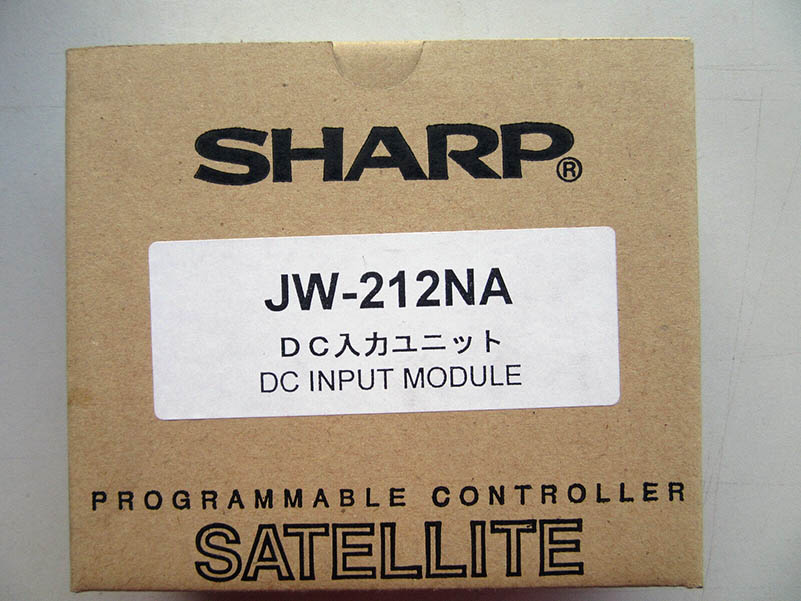 SHARP®
JW-212NA
DC入力ユニット
DC INPUT MODULE
PROGRAMMABLE CONTROLLER
SATELLITE